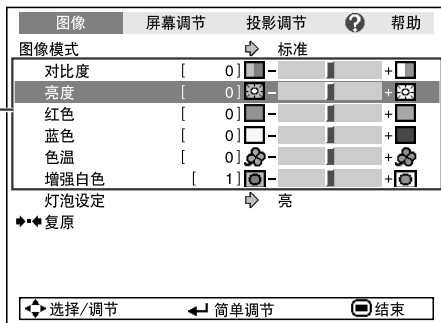 图像 屏幕调节 投影调节 ? 帮助
图像模式 标准
对比度 [ 0] - +
亮度 [ 0] - +
红色 [ 0] - +
蓝色 [ 0] - +
色温 [ 0] - +
增强白色 [ 1] - +
灯泡设定 亮
复原
选择/调节 简单调节 结束